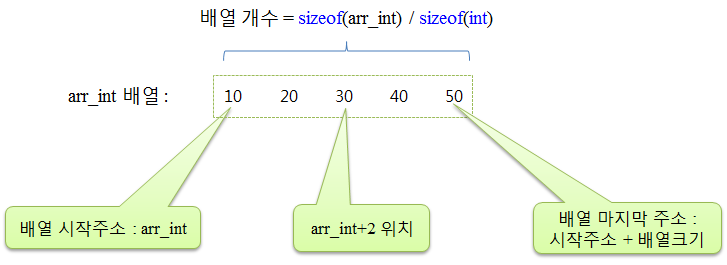 배열 개수 = sizeof(arr_int) / sizeof(int)
arr_int 배열 :
10 20 30 40 50
배열 시작주소 : arr_int
arr_int+2 위치
배열 마지막 주소 :
시작주소 + 배열크기